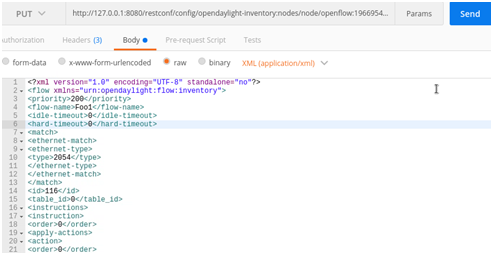 PUT http://127.0.0.1:8080/restconf/config/opendaylight-inventory:nodes/node/openflow:1966954... Params Send
uthorization Headers (3) Body Pre-request Script Tests
form-data x-www-form-urlencoded raw binary XML (application/xml)
1 <?xml version="1.0" encoding="UTF-8" standalone="no"?>
2 <flow xmlns="urn:opendaylight:flow:inventory">
3 <priority>200</priority>
4 <flow-name>Foo1</flow-name>
5 <idle-timeout>0</idle-timeout>
6 <hard-timeout>0</hard-timeout>
7 <match>
8 <ethernet-match>
9 <ethernet-type>
10 <type>2054</type>
11 </ethernet-type>
12 </ethernet-match>
13 </match>
14 <id>116</id>
15 <table_id>0</table_id>
16 <instructions>
17 <instruction>
18 <order>0</order>
19 <apply-actions>
20 <action>
21 <order>0</order>